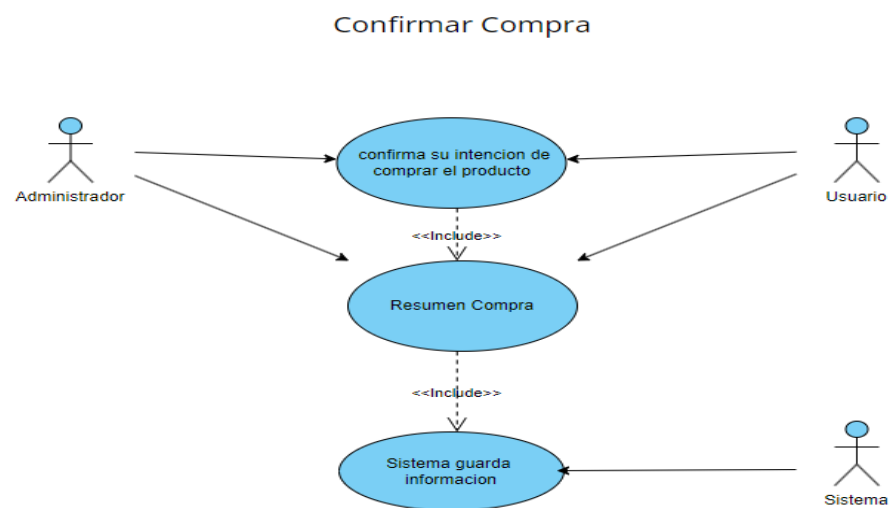 Confirmar Compra
confirma su intencion de
comprar el producto
Administrador
Usuario
<<Include>>
Resumen Compra
<<Include>>
Sistema guarda
informacion
Sistema